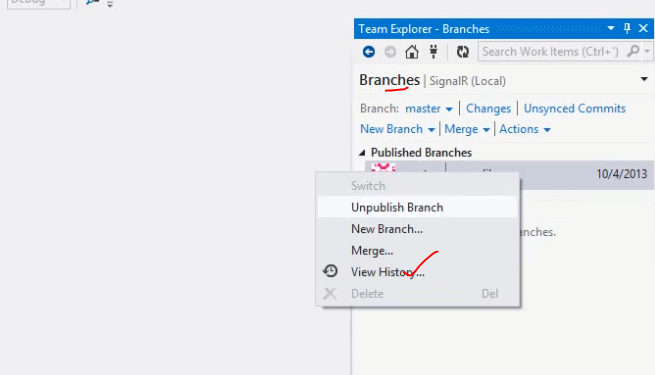 Debug
Team Explorer - Branches
Search Work Items (Ctrl+')
Branches | SignalR (Local)
Branch: master | Changes | Unsynced Commits
New Branch | Merge | Actions
Published Branches
10/4/2013
Switch
Unpublish Branch
New Branch...
anches.
Merge...
View History...
Delete Del